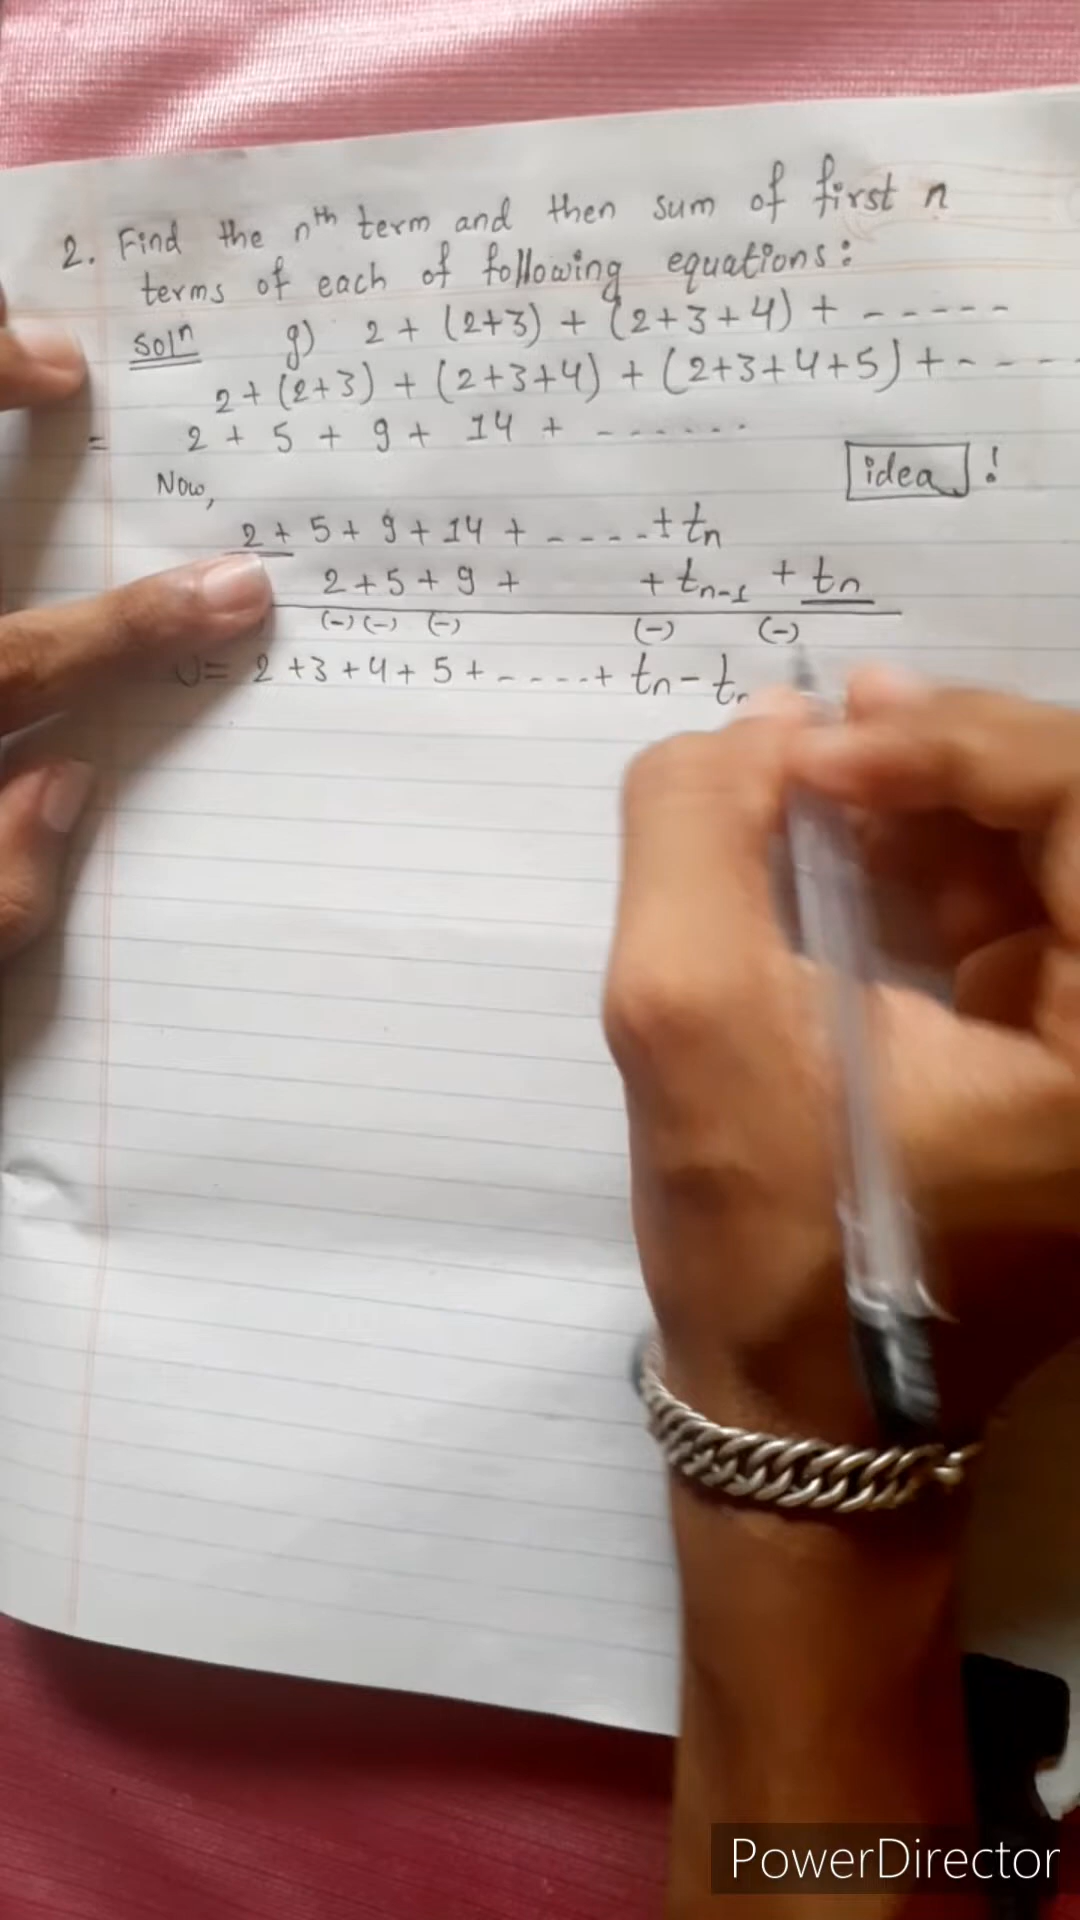 2. Find the nth term and then sum of first n
terms of each of following equations:
Soln g) 2 + (2+3) + (2+3+4) + -----
2 + (2+3) + (2+3+4) + (2+3+4+5) + - - -
= 2 + 5 + 9 + 14 + ------
idea !
Now,
2 + 5 + 9 + 14 + ----- + tn
2 + 5 + 9 + + tn-1 + tn
(-) (-) (-) (-) (-)
0 = 2 + 3 + 4 + 5 + ----- + tn - tn
PowerDirector